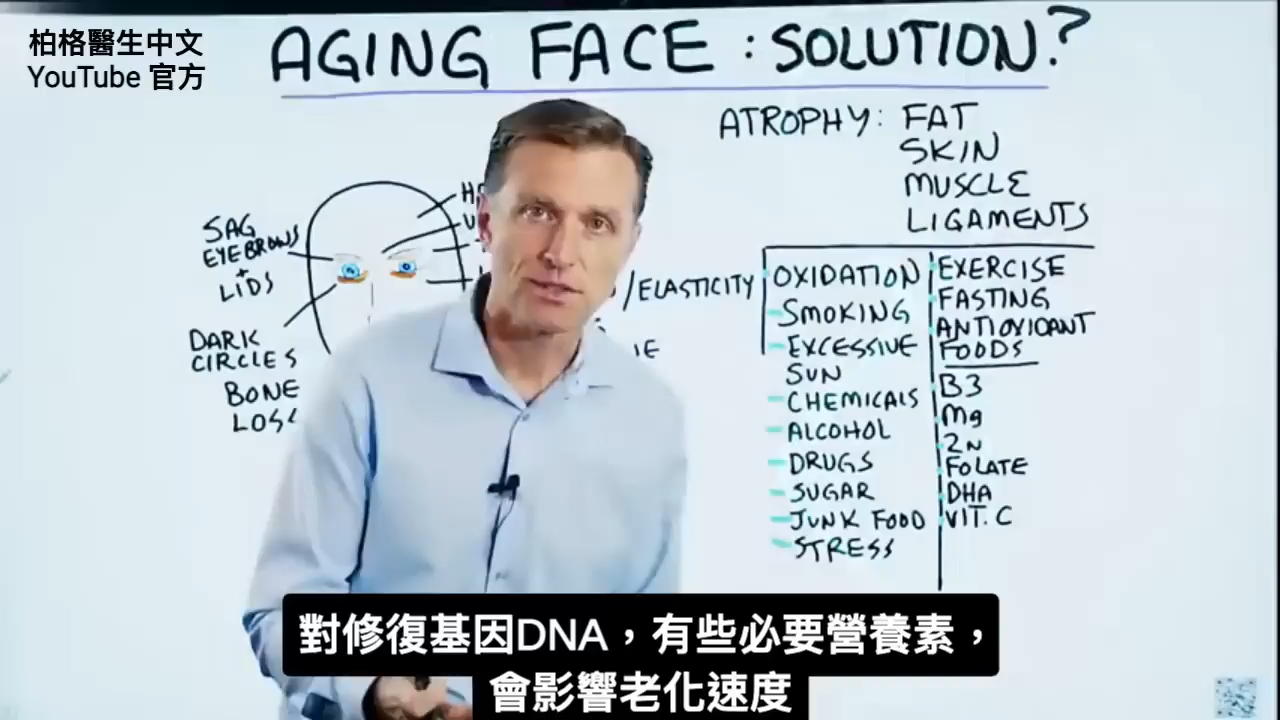 柏格醫生中文
YouTube 官方
AGING FACE : SOLUTION?
ATROPHY: FAT
SKIN
MUSCLE
LIGAMENTS
SAG
EYEBROWS
+
LIDS
DARK
CIRCLES
BONE
LOSS
/ELASTICITY
OXIDATION
SMOKING
EXCESSIVE
SUN
CHEMICALS
ALCOHOL
DRUGS
SUGAR
JUNK FOOD
STRESS
EXERCISE
FASTING
ANTIOXIDANT
FOODS
B3
Mg
ZN
FOLATE
DHA
VIT. C
對修復基因DNA，有些必要營養素，
會影響老化速度